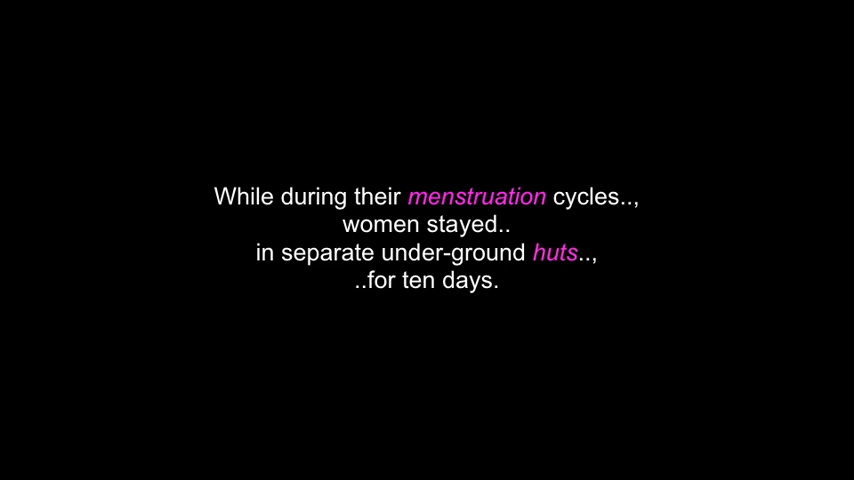 While during their menstruation cycles..,
women stayed..
in separate under-ground huts..,
..for ten days.